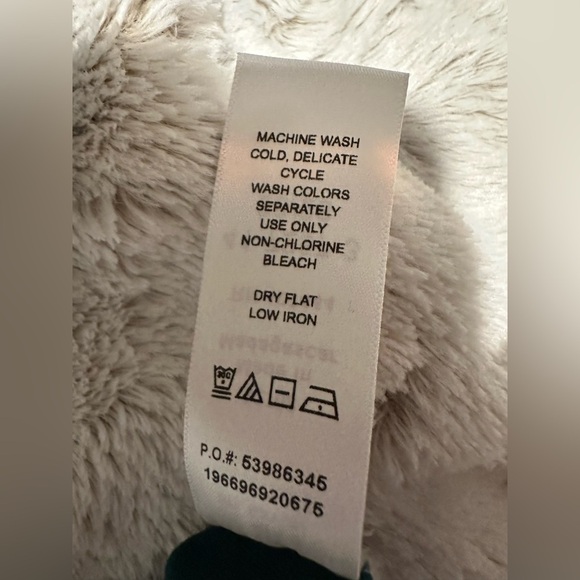 MACHINE WASH
COLD, DELICATE
CYCLE
WASH COLORS
SEPARATELY
USE ONLY
NON-CHLORINE
BLEACH
DRY FLAT
LOW IRON
30C
P.O.#: 53986345
196696920675